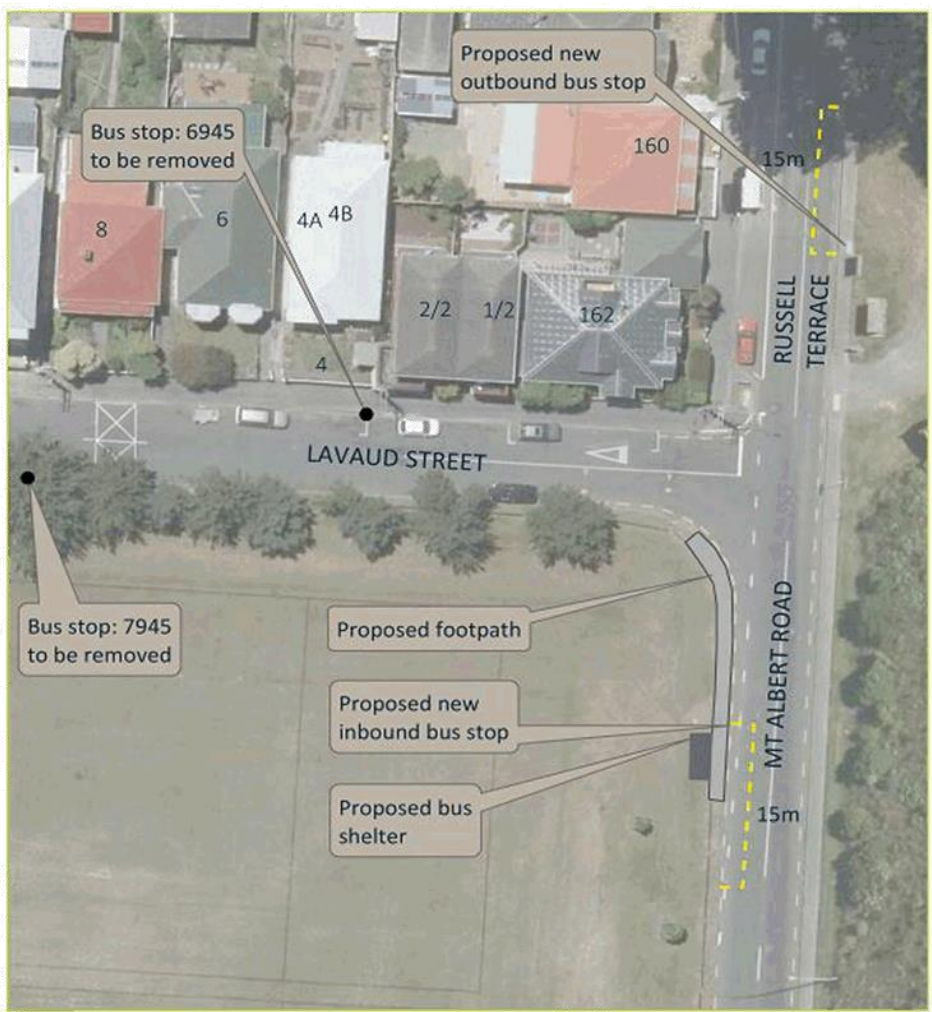 Proposed new
outbound bus stop
Bus stop: 6945
to be removed
160
15m
8
6
4A
4B
2/2
1/2
162
RUSSELL
TERRACE
4
LAVAUD STREET
Bus stop: 7945
to be removed
Proposed footpath
Proposed new
inbound bus stop
MT ALBERT ROAD
Proposed bus
shelter
15m